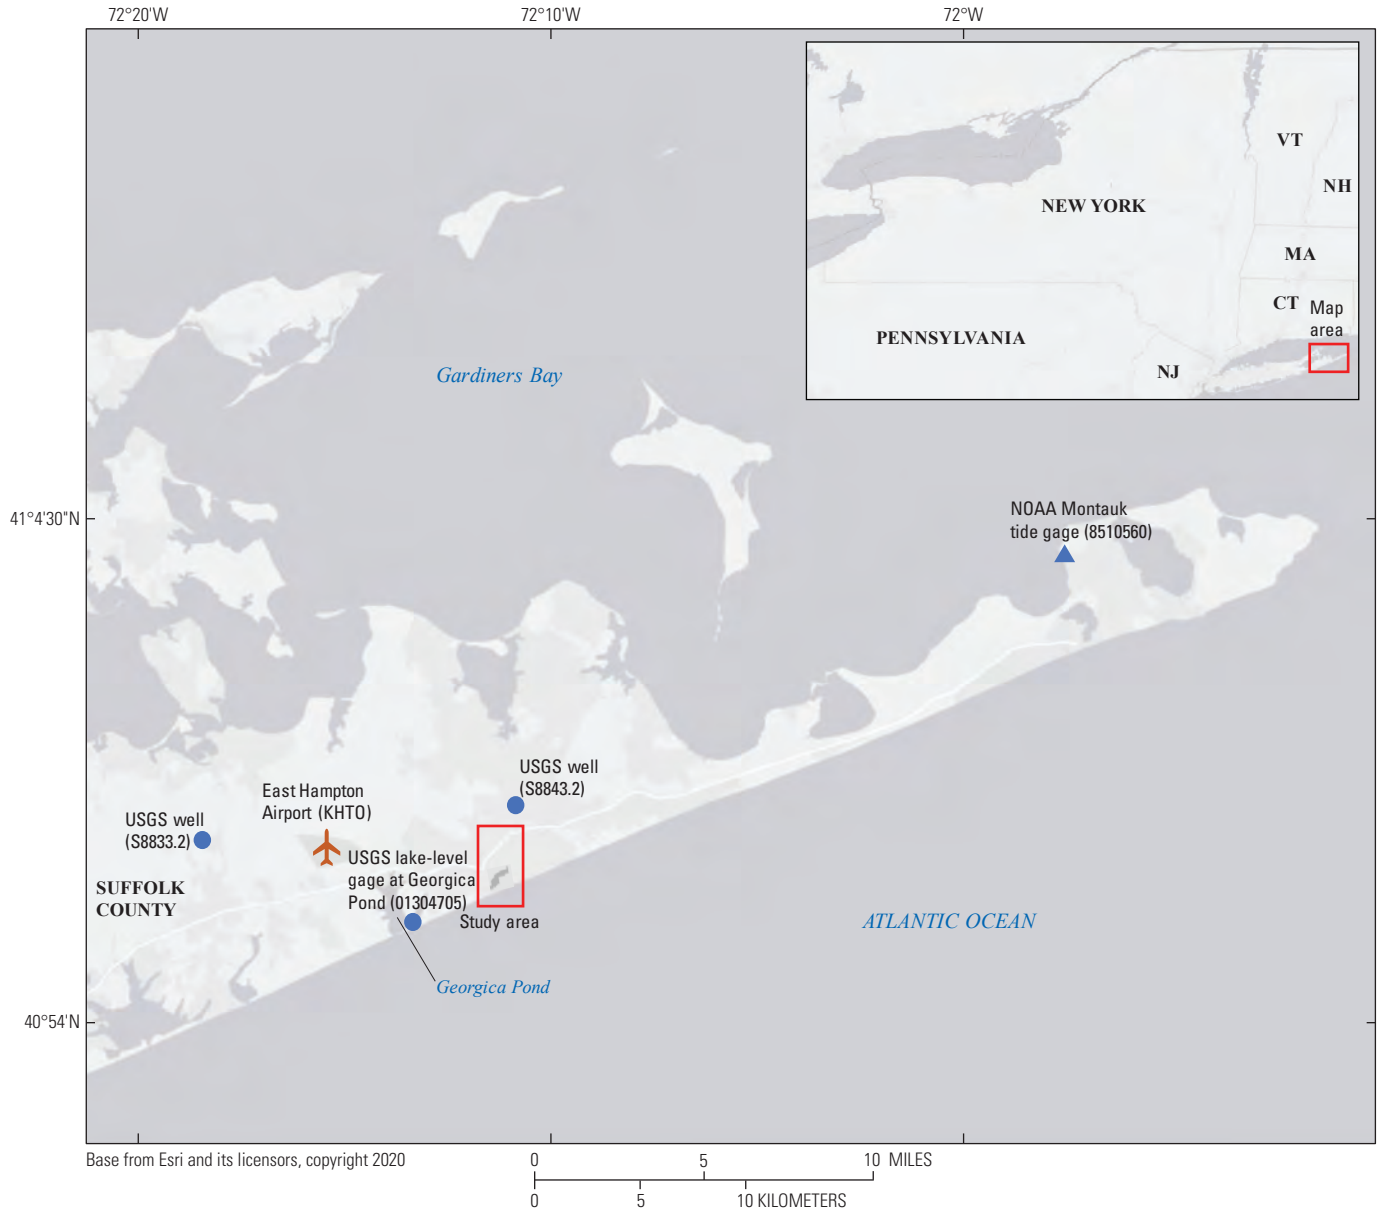 72°20'W
72°10'W
72°W
VT
NH
NEW YORK
MA
CT
Map
area
PENNSYLVANIA
NJ
Gardiners Bay
41°4'30"N
NOAA Montauk
tide gage (8510560)
USGS well
(S8843.2)
East Hampton
Airport (KHTO)
USGS well
(S8833.2)
USGS lake-level
gage at Georgica
Pond (01304705)
SUFFOLK
COUNTY
Study area
ATLANTIC OCEAN
Georgica Pond
40°54'N
Base from Esri and its licensors, copyright 2020
0 5 10 MILES
0 5 10 KILOMETERS